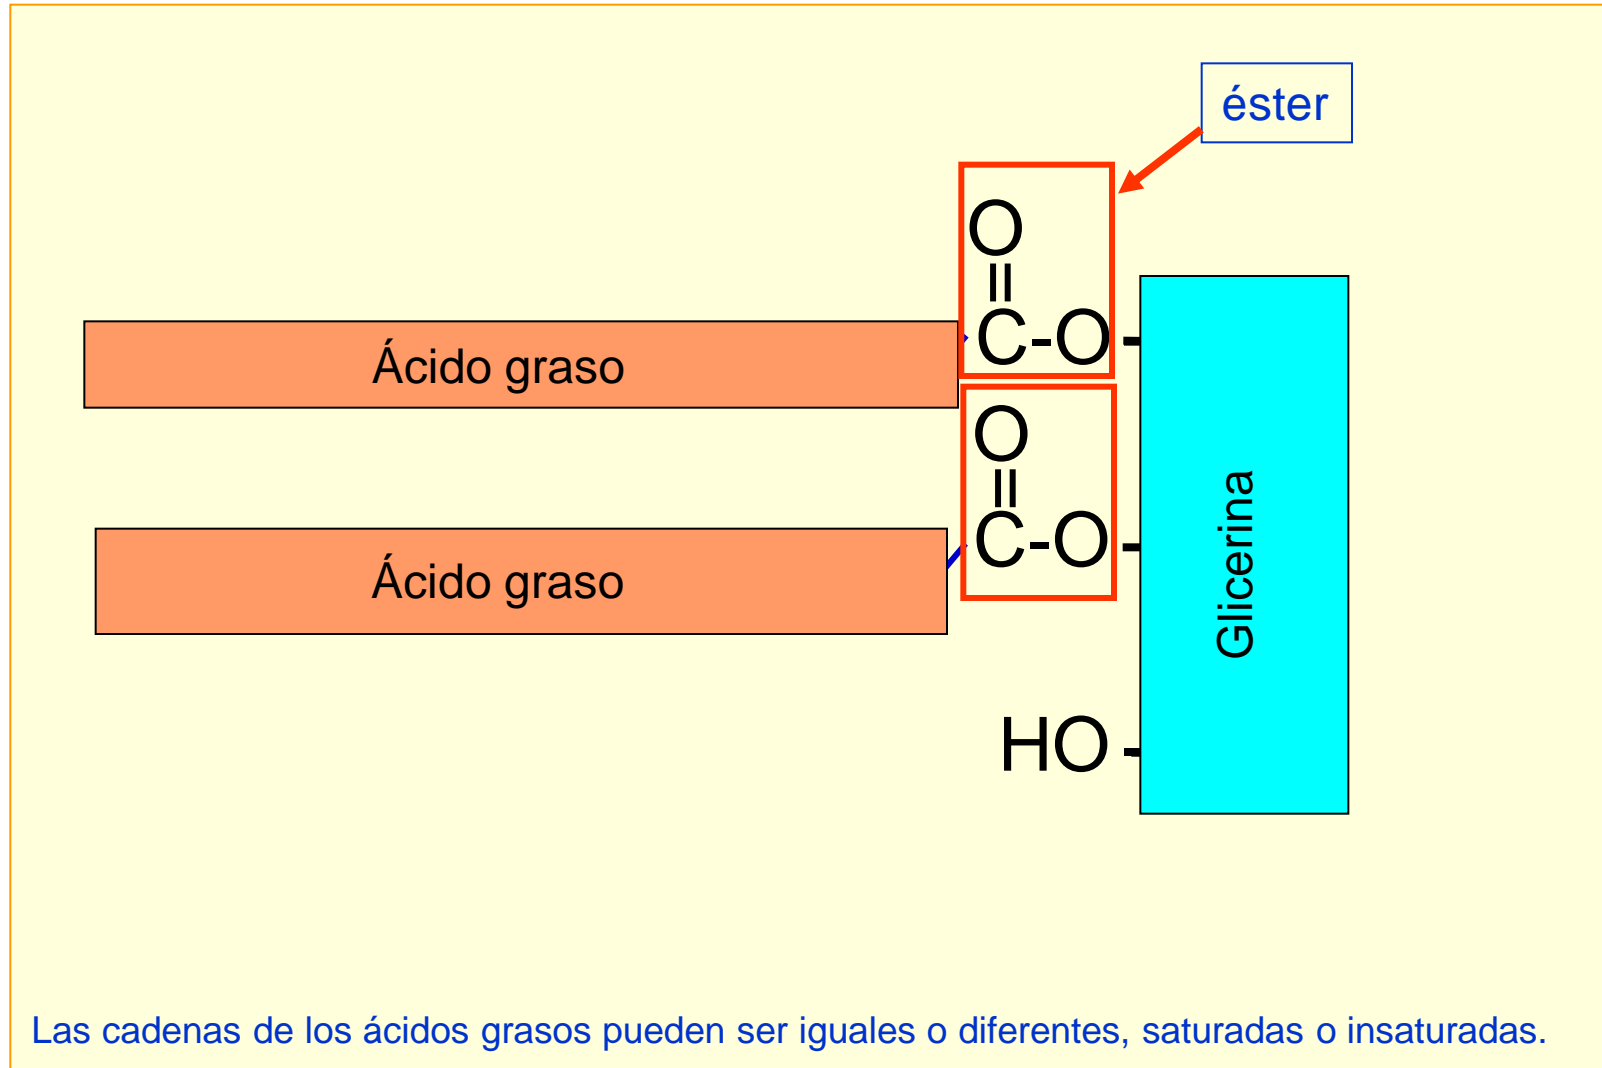 éster
O
||
C-O -
Ácido graso
O
||
C-O -
Ácido graso
Glicerina
HO -
Las cadenas de los ácidos grasos pueden ser iguales o diferentes, saturadas o insaturadas.